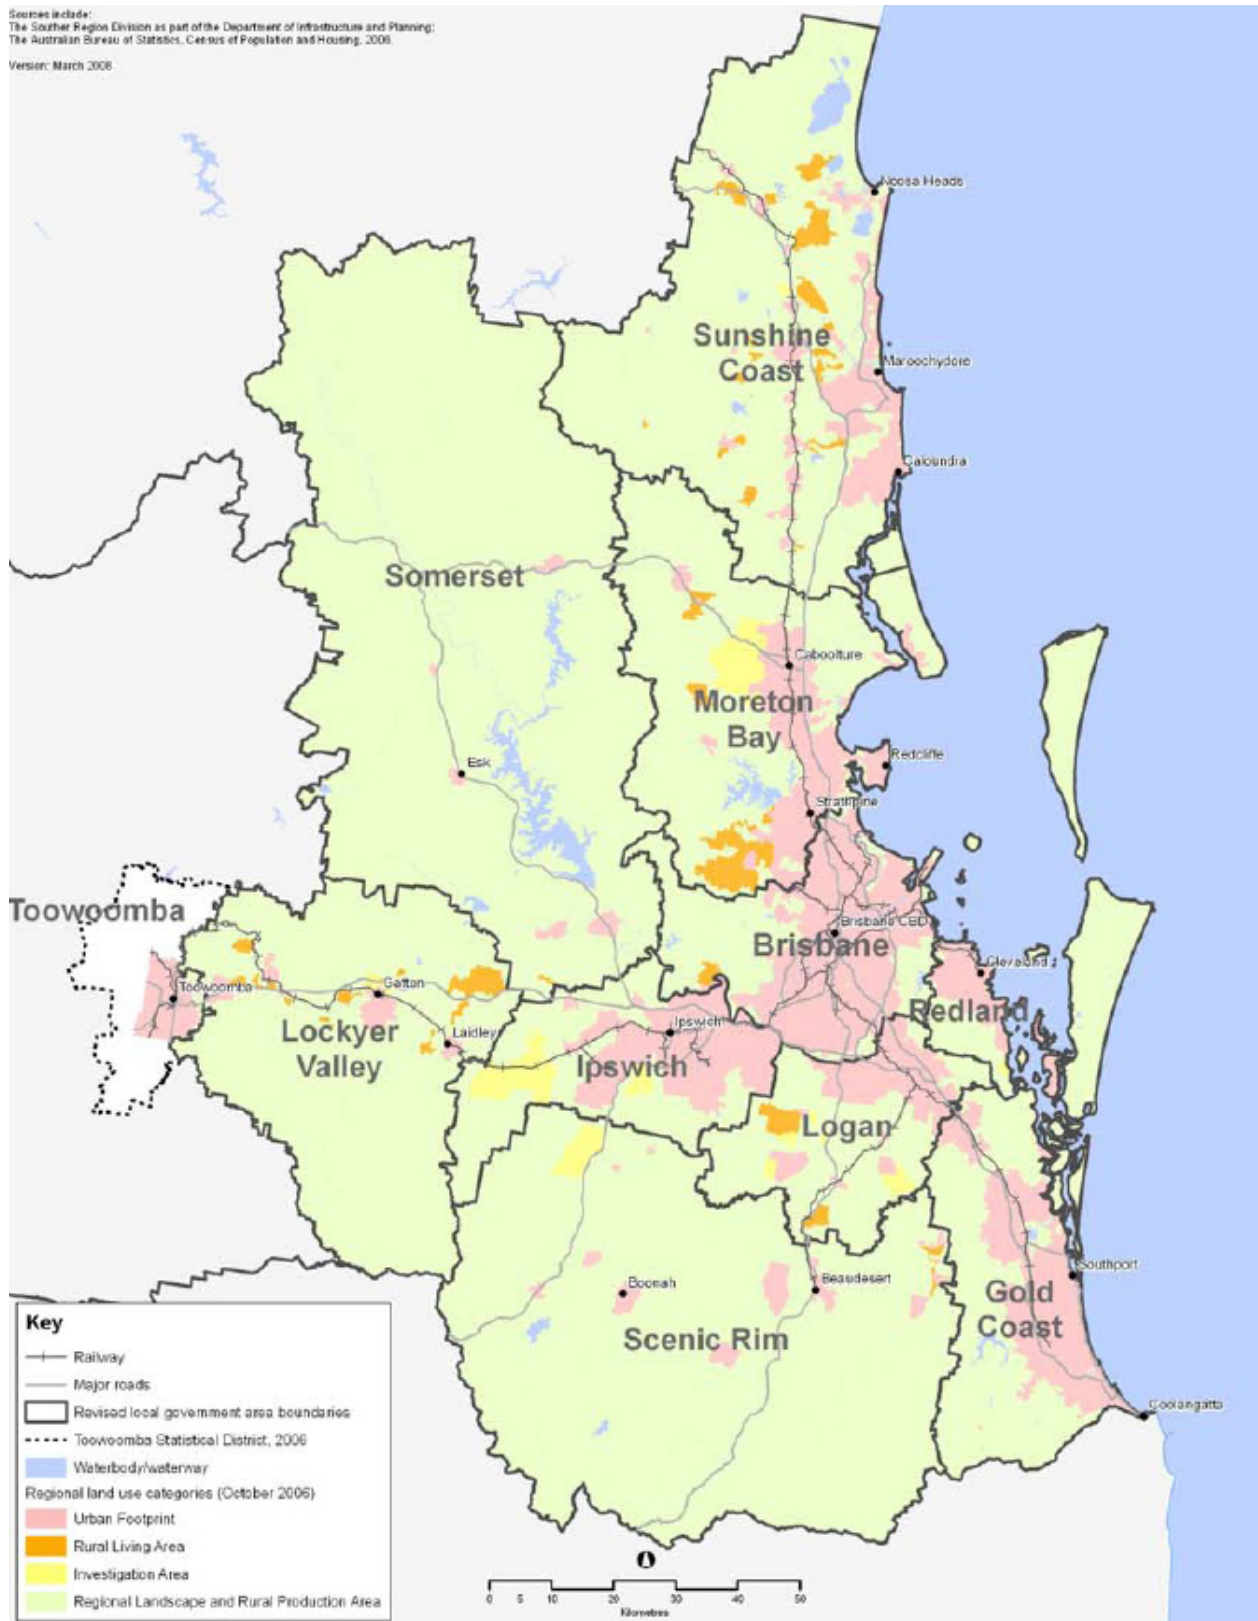 Sources include:
The Souther Region Division as part of the Department of Infrastructure and Planning;
The Australian Bureau of Statistics, Census of Population and Housing, 2006.
Version: March 2008
Noosa Heads
Sunshine
Coast
Maroochydore
Caloundra
Somerset
Caboolture
Moreton
Bay
Esk
Redcliffe
Strathpine
Toowoomba
Brisbane CBD
Brisbane
Cleveland
Toowoomba
Gatton
Redland
Lockyer
Valley
Laidley
Ipswich
Ipswich
Logan
Southport
Boonah
Beaudesert
Gold
Coast
Scenic Rim
Coolangatta
Key
Railway
Major roads
Revised local government area boundaries
Toowoomba Statistical District, 2006
Waterbody/waterway
Regional land use categories (October 2006)
Urban Footprint
Rural Living Area
Investigation Area
Regional Landscape and Rural Production Area
0 5 10 20 30 40 50
Kilometres